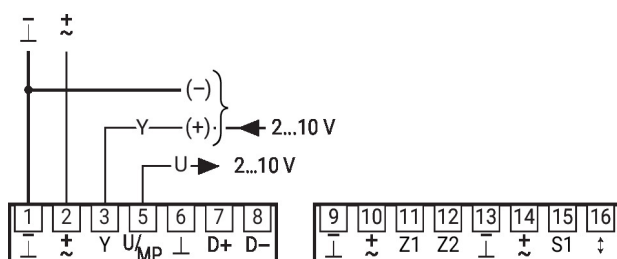 – +
⊥ ~
(–)
Y (+) 2...10 V
U 2...10 V
1 2 3 5 6 7 8 9 10 11 12 13 14 15 16
⊥ ~ Y U/MP ⊥ D+ D– ⊥ ~ Z1 Z2 ⊥ ~ S1 ↕